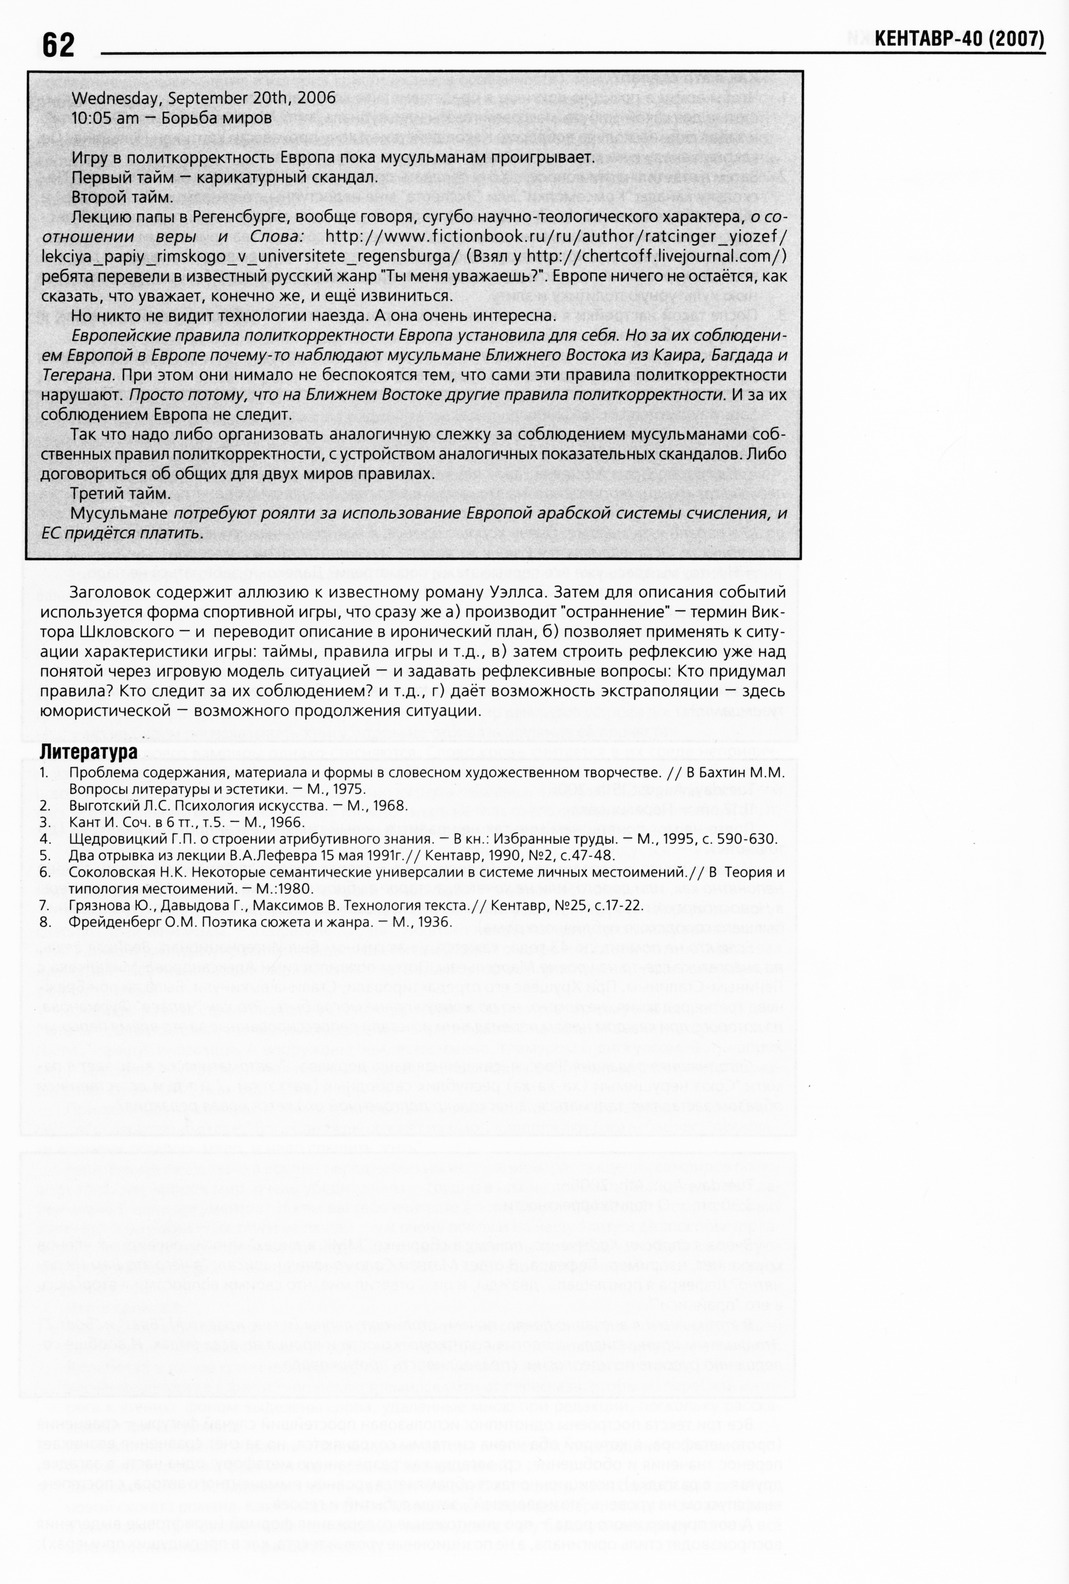 62
КЕНТАВР-40 (2007)
Wednesday, September 20th, 2006
10:05 am — Борьба миров
Игру в политкорректность Европа пока мусульманам проигрывает.
Первый тайм — карикатурный скандал.
Второй тайм.
Лекцию папы в Регенсбурге, вообще говоря, сугубо научно-теологического характера, о со-
отношении веры и Слова: http://www.fictionbook.ru/ru/author/ratcinger_yiozef/
lekciya_papiy_rimskogo_v_universitete_regensburga/ (Взял у http://chertcoff.livejournal.com/)
ребята перевели в известный русский жанр "Ты меня уважаешь?". Европе ничего не остаётся, как
сказать, что уважает, конечно же, и ещё извиниться.
Но никто не видит технологии наезда. А она очень интересна.
Европейские правила политкорректности Европа установила для себя. Но за их соблюдени-
ем Европой в Европе почему-то наблюдают мусульмане Ближнего Востока из Каира, Багдада и
Тегерана. При этом они нимало не беспокоятся тем, что сами эти правила политкорректности
нарушают. Просто потому, что на Ближнем Востоке другие правила политкорректности. И за их
соблюдением Европа не следит.
Так что надо либо организовать аналогичную слежку за соблюдением мусульманами соб-
ственных правил политкорректности, с устройством аналогичных показательных скандалов. Либо
договориться об общих для двух миров правилах.
Третий тайм.
Мусульмане потребуют роялти за использование Европой арабской системы счисления, и
ЕС придётся платить.
Заголовок содержит аллюзию к известному роману Уэллса. Затем для описания событий
используется форма спортивной игры, что сразу же а) производит "остраннение" — термин Вик-
тора Шкловского — и переводит описание в иронический план, б) позволяет применять к ситу-
ации характеристики игры: таймы, правила игры и т.д., в) затем строить рефлексию уже над
понятой через игровую модель ситуацией — и задавать рефлексивные вопросы: Кто придумал
правила? Кто следит за их соблюдением? и т.д., г) даёт возможность экстраполяции — здесь
юмористической — возможного продолжения ситуации.
Литература
1. Проблема содержания, материала и формы в словесном художественном творчестве. // В Бахтин М.М.
Вопросы литературы и эстетики. — М., 1975.
2. Выготский Л.С. Психология искусства. — М., 1968.
3. Кант И. Соч. в 6 тт., т.5. — М., 1966.
4. Щедровицкий Г.П. о строении атрибутивного знания. — В кн.: Избранные труды. — М., 1995, с. 590-630.
5. Два отрывка из лекции В.А.Лефевра 15 мая 1991г.// Кентавр, 1990, №2, с.47-48.
6. Соколовская Н.К. Некоторые семантические универсалии в системе личных местоимений.// В Теория и
типология местоимений. — М.:1980.
7. Грязнова Ю., Давыдова Г., Максимов В. Технология текста.// Кентавр, №25, с.17-22.
8. Фрейденберг О.М. Поэтика сюжета и жанра. — М., 1936.